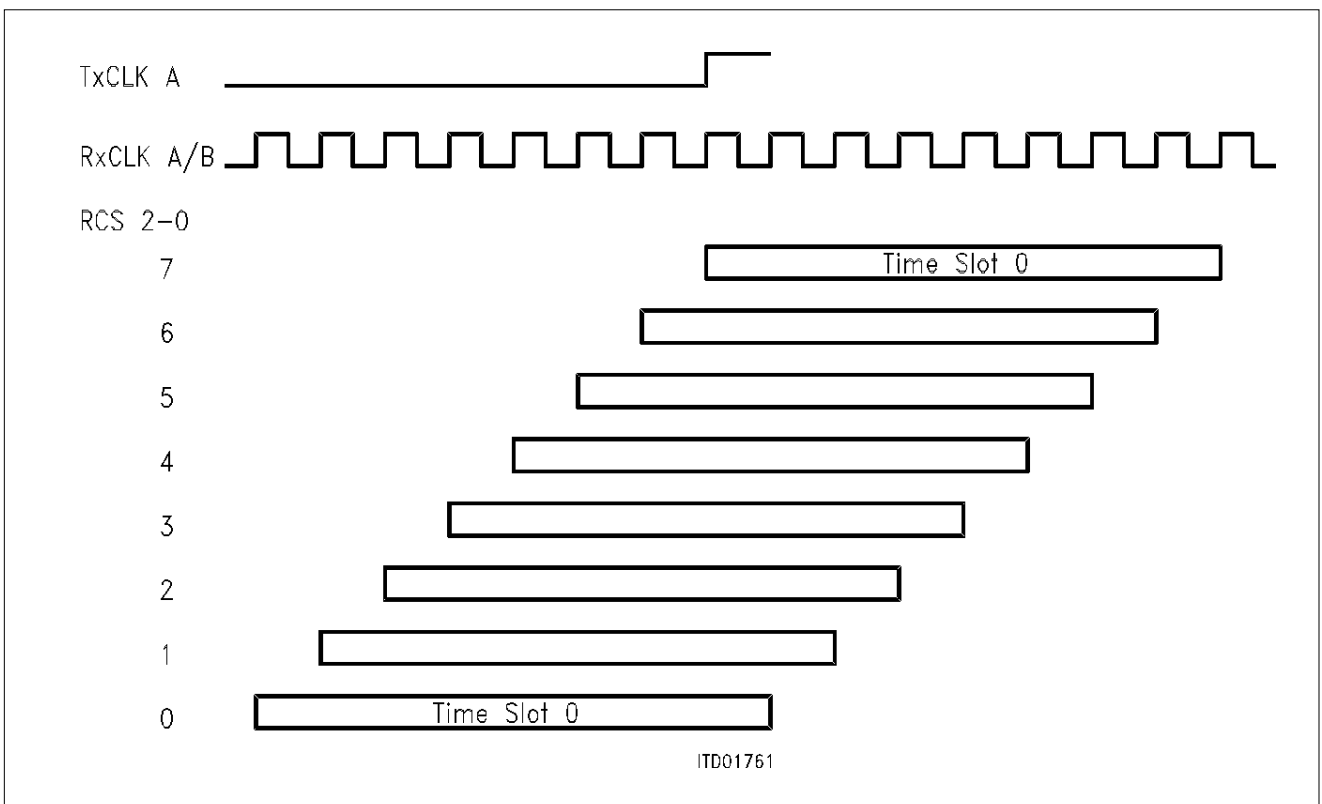 TxCLK A
RxCLK A/B
RCS 2-0
7 Time Slot 0
6
5
4
3
2
1
0 Time Slot 0
ITD01761